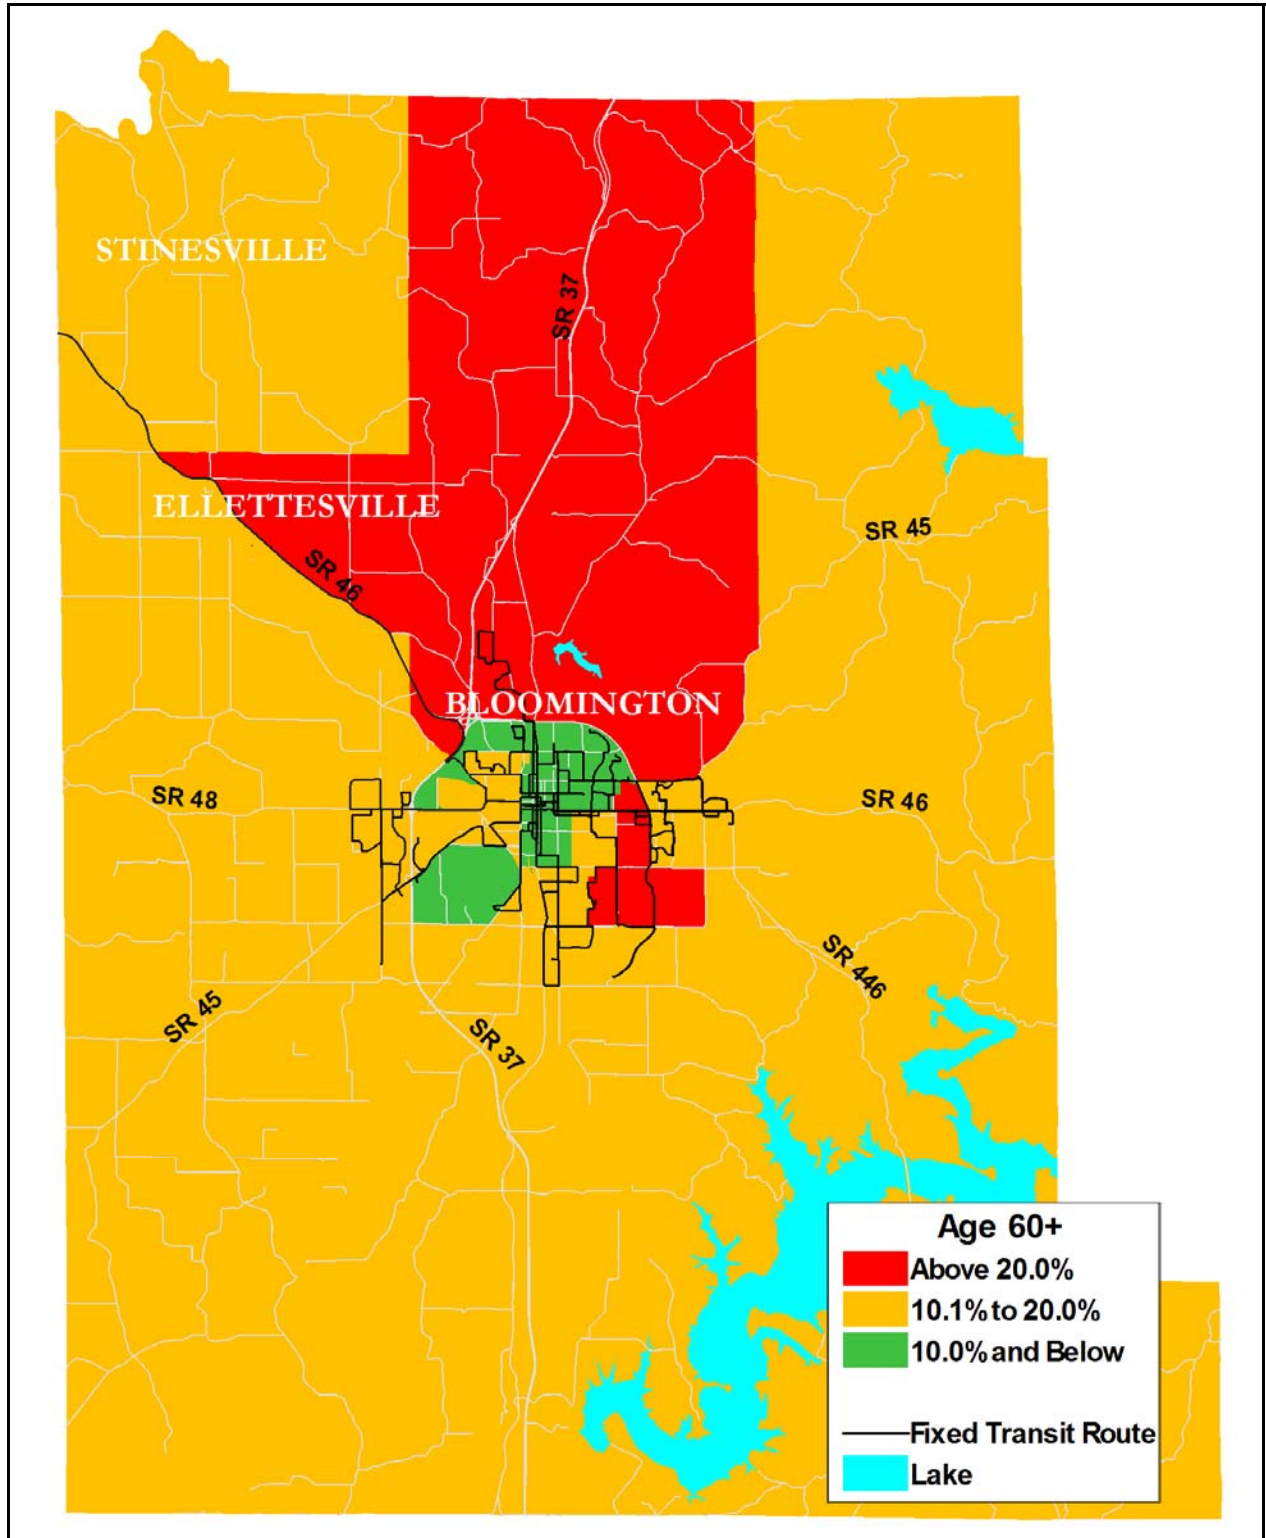 STINESVILLE
SR 37
ELLETTESVILLE
SR 45
SR 46
BLOOMINGTON
SR 48
SR 46
SR 446
SR 45
SR 37
Age 60+
Above 20.0%
10.1% to 20.0%
10.0% and Below
Fixed Transit Route
Lake